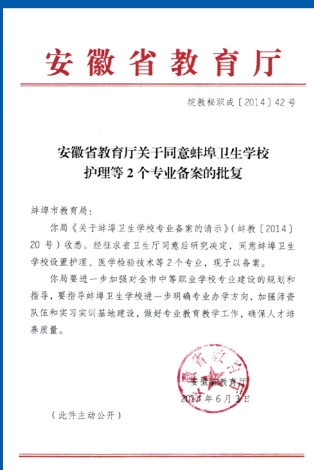 安徽省教育厅
皖教秘职成〔2014〕42号
安徽省教育厅关于同意蚌埠卫生学校
护理等2个专业备案的批复
蚌埠市教育局：
你局《关于蚌埠卫生学校专业备案的请示》（蚌教〔2014〕
20号）收悉。经征求省卫生厅同意后研究决定，同意蚌埠卫生
学校设置护理、医学检验技术等2个专业，现予以备案。
你局要进一步加强对全市中等职业学校专业建设的规划和
指导，要指导蚌埠卫生学校进一步明确专业办学方向，加强师资
队伍和实习实训基地建设，做好专业教育教学工作，确保人才培
养质量。
安徽省教育厅
2014年6月3日
（此件主动公开）